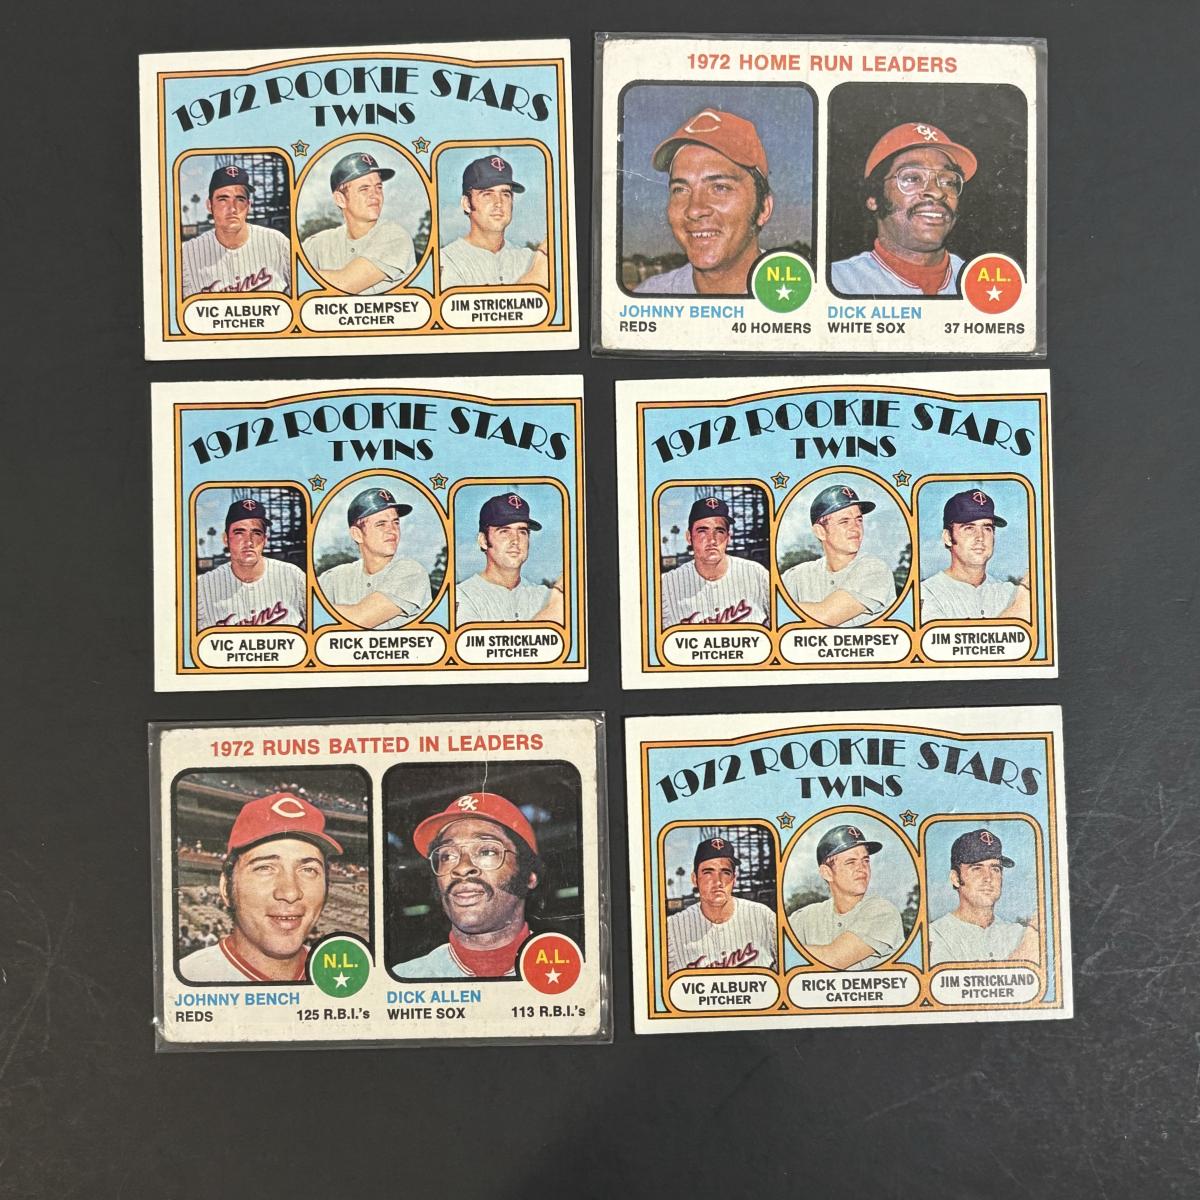 1972 ROOKIE STARS
TWINS
VIC ALBURY
PITCHER
RICK DEMPSEY
CATCHER
JIM STRICKLAND
PITCHER
1972 HOME RUN LEADERS
N.L.
A.L.
JOHNNY BENCH
REDS 40 HOMERS
DICK ALLEN
WHITE SOX 37 HOMERS
1972 ROOKIE STARS
TWINS
Twins
VIC ALBURY
PITCHER
RICK DEMPSEY
CATCHER
JIM STRICKLAND
PITCHER
1972 ROOKIE STARS
TWINS
Twins
VIC ALBURY
PITCHER
RICK DEMPSEY
CATCHER
JIM STRICKLAND
PITCHER
1972 RUNS BATTED IN LEADERS
N.L.
A.L.
JOHNNY BENCH
REDS 125 R.B.I.'s
DICK ALLEN
WHITE SOX 113 R.B.I.'s
1972 ROOKIE STARS
TWINS
Twins
VIC ALBURY
PITCHER
RICK DEMPSEY
CATCHER
JIM STRICKLAND
PITCHER